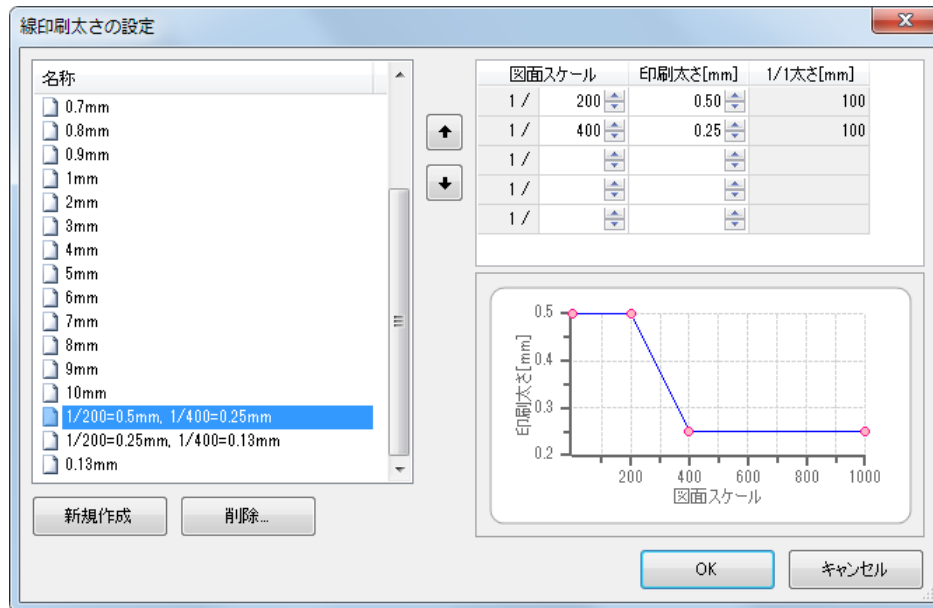 線印刷太さの設定
名称
0.7mm
0.8mm
0.9mm
1mm
2mm
3mm
4mm
5mm
6mm
7mm
8mm
9mm
10mm
1/200=0.5mm, 1/400=0.25mm
1/200=0.25mm, 1/400=0.13mm
0.13mm
新規作成 削除...
図面スケール 印刷太さ[mm] 1/1太さ[mm]
1 / 200 0.50 100
1 / 400 0.25 100
1 /
1 /
1 /
印刷太さ[mm]
0.5
0.4
0.3
0.2
200 400 600 800 1000
図面スケール
OK キャンセル